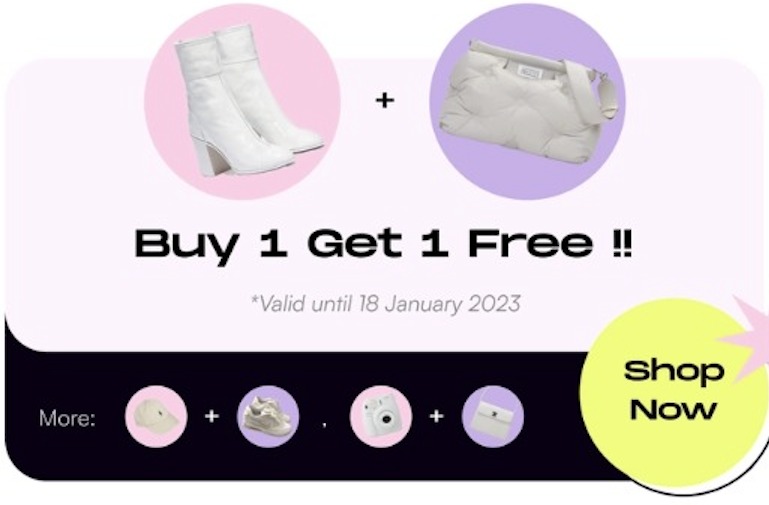 +
Buy 1 Get 1 Free !!
*Valid until 18 January 2023
Shop
Now
More: + , +